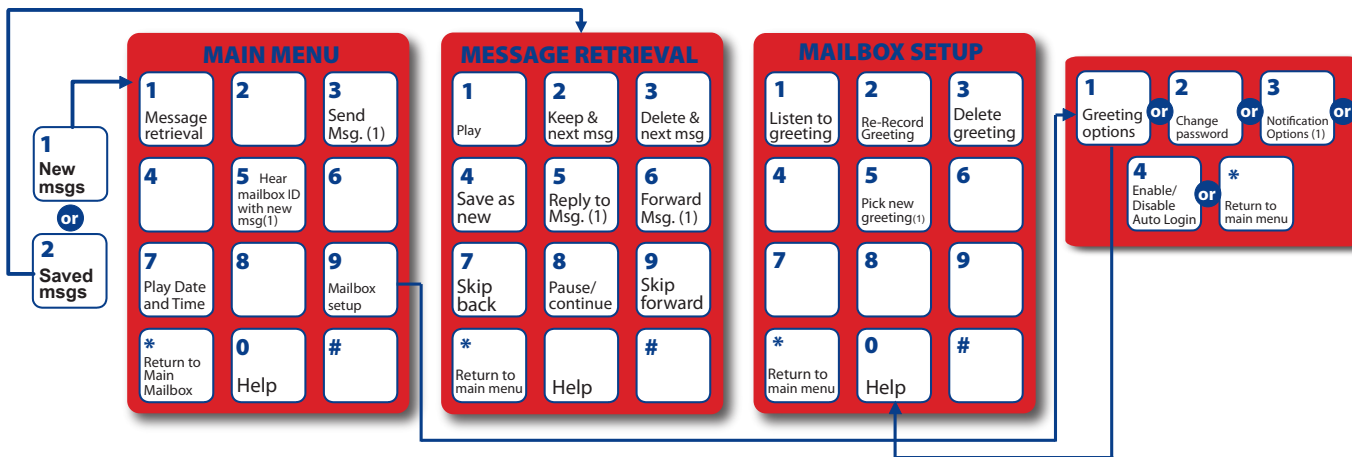 MAIN MENU
1
Message
retrieval
2
3
Send
Msg. (1)
4
5 Hear
mailbox ID
with new
msg(1)
6
7
Play Date
and Time
8
9
Mailbox
setup
*
Return to
Main
Mailbox
0
Help
#
1
New
msgs
or
2
Saved
msgs
MESSAGE RETRIEVAL
1
Play
2
Keep &
next msg
3
Delete &
next msg
4
Save as
new
5
Reply to
Msg. (1)
6
Forward
Msg. (1)
7
Skip
back
8
Pause/
continue
9
Skip
forward
*
Return to
main menu
Help
#
MAILBOX SETUP
1
Listen to
greeting
2
Re-Record
Greeting
3
Delete
greeting
4
5
Pick new
greeting(1)
6
7
8
9
*
Return to
main menu
0
Help
#
1
Greeting
options
or
2
Change
password
or
3
Notification
Options (1)
or
4
Enable/
Disable
Auto Login
or
*
Return to
main menu